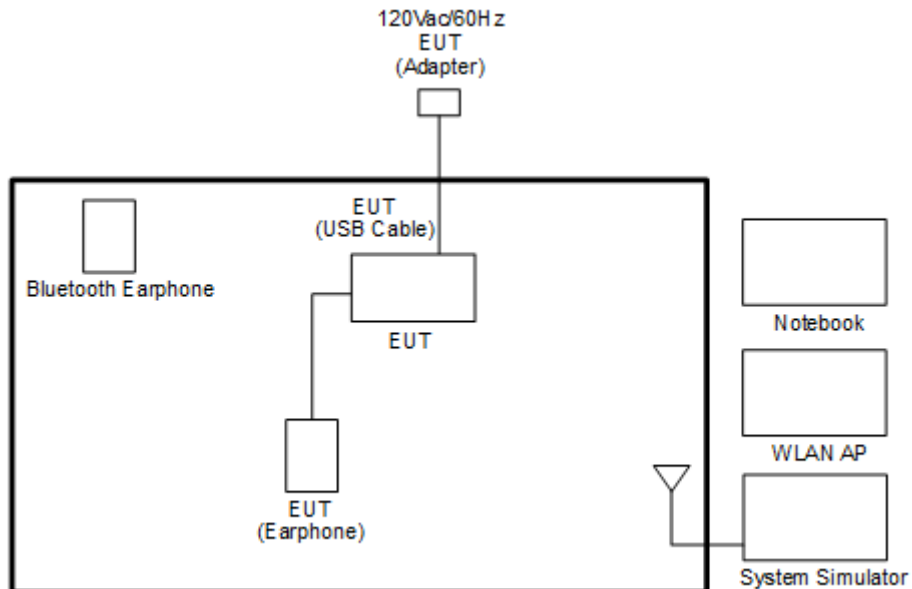 120Vac/60Hz
EUT
(Adapter)
EUT
(USB Cable)
Bluetooth Earphone
EUT
Notebook
WLAN AP
EUT
(Earphone)
System Simulator